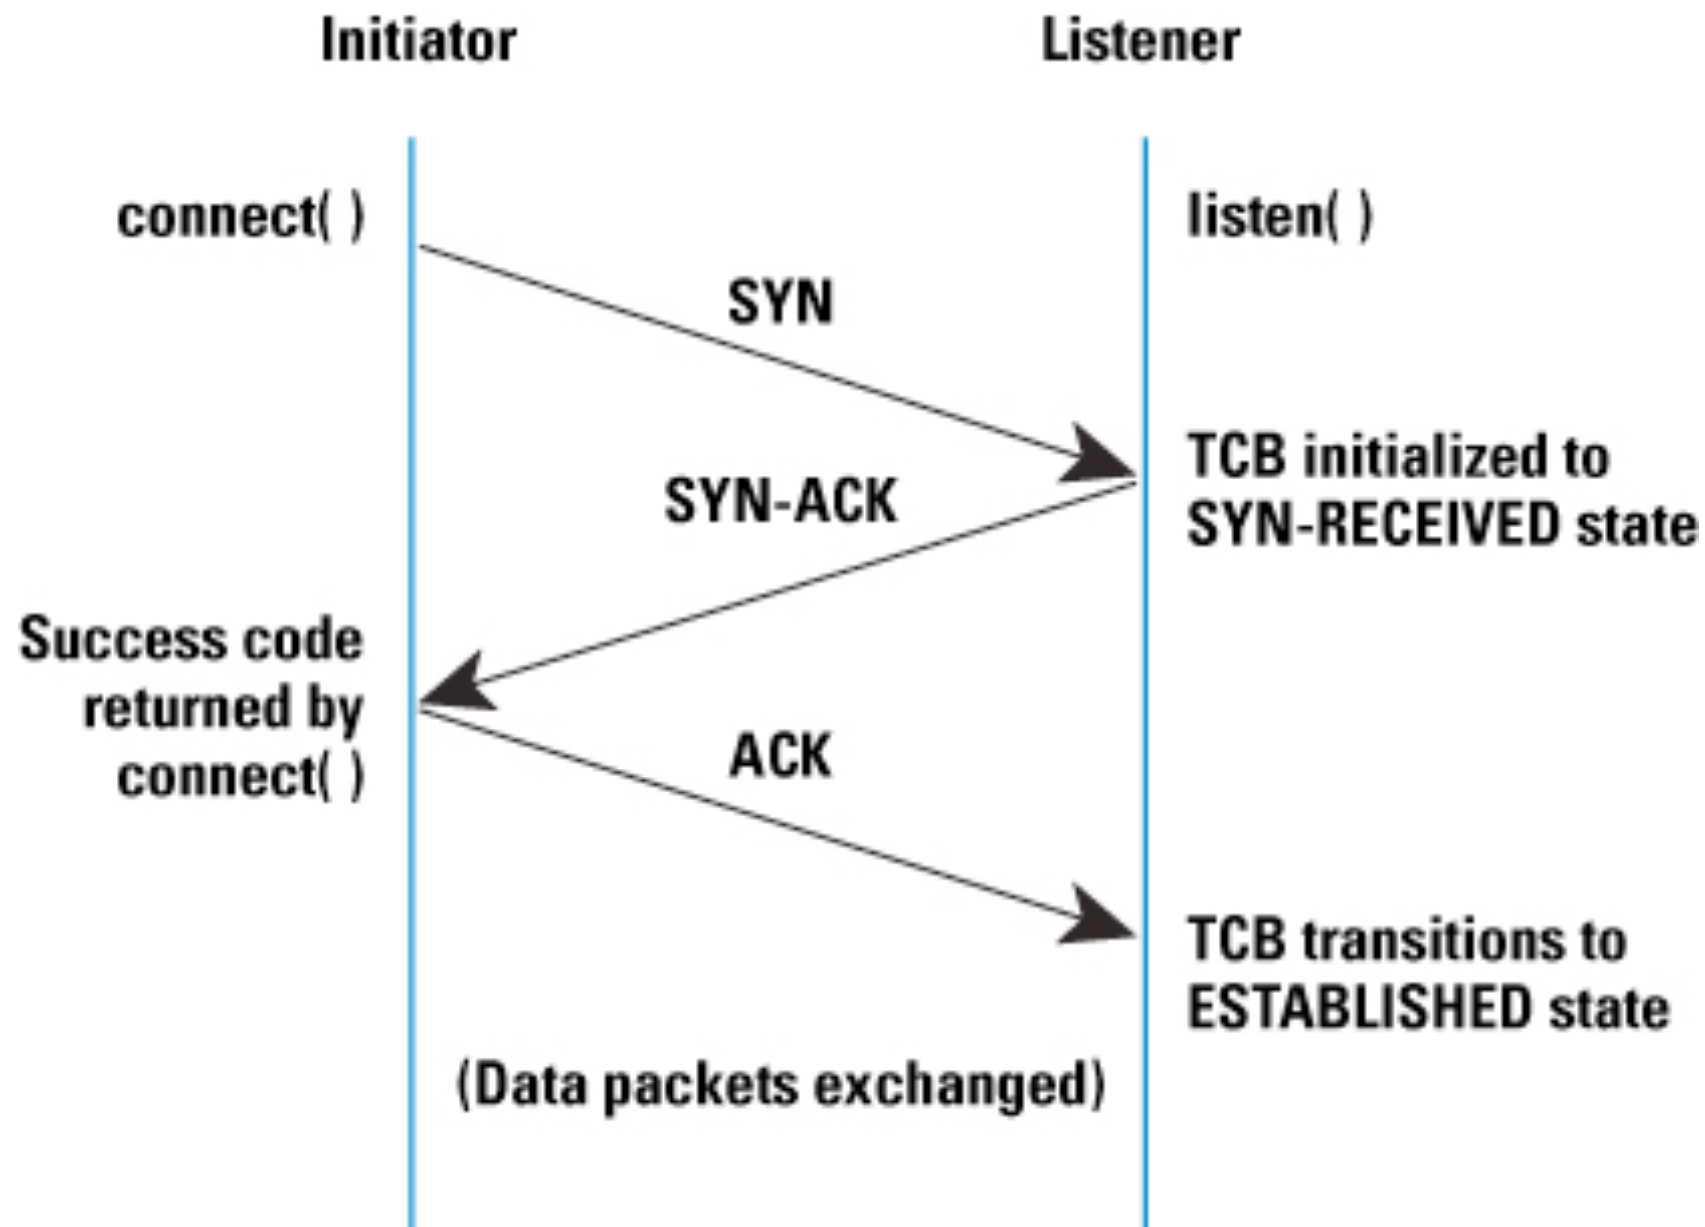 Initiator
Listener
connect( )
listen( )
SYN
TCB initialized to
SYN-RECEIVED state
SYN-ACK
Success code
returned by
connect( )
ACK
TCB transitions to
ESTABLISHED state
(Data packets exchanged)